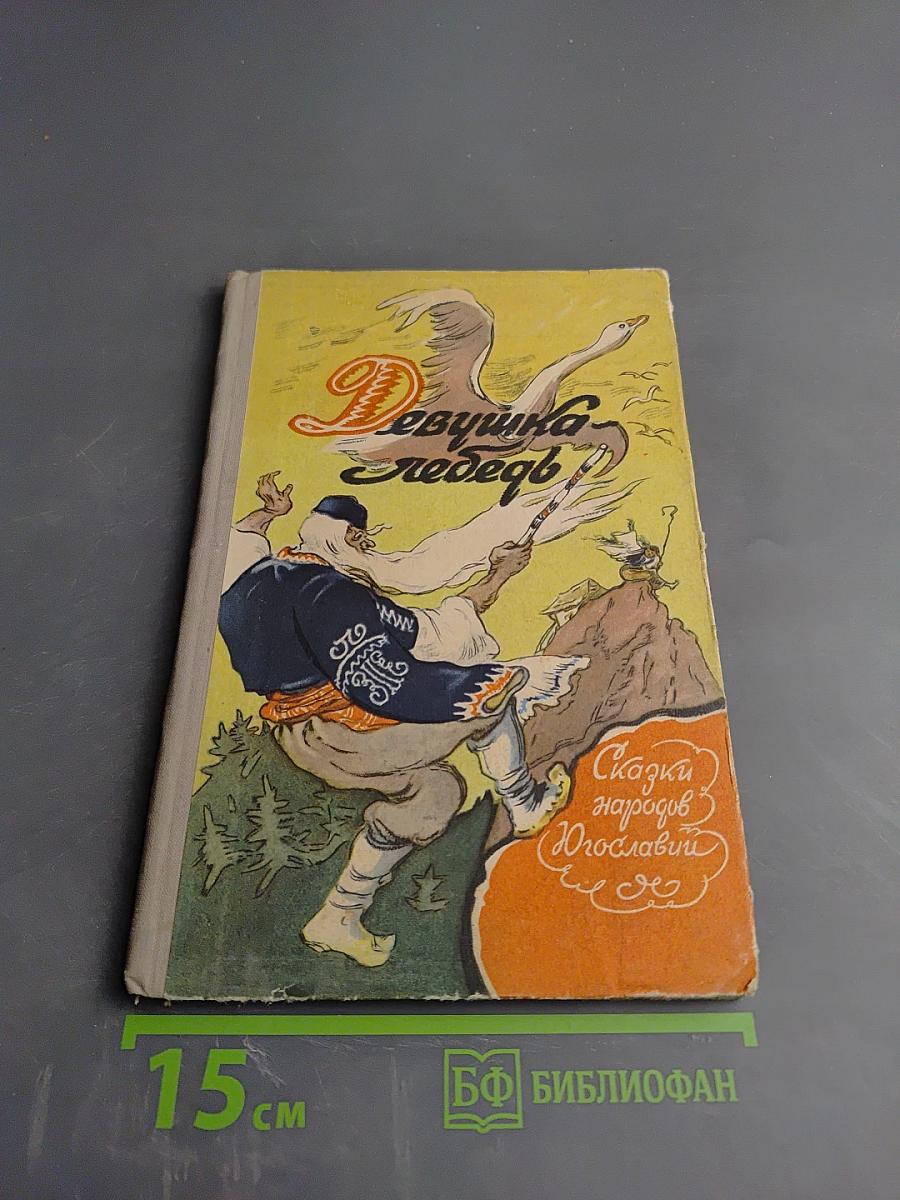 Девушка-
лебедь
Сказки
народов
Югославии
15 см
БФ БИБЛИОФАН